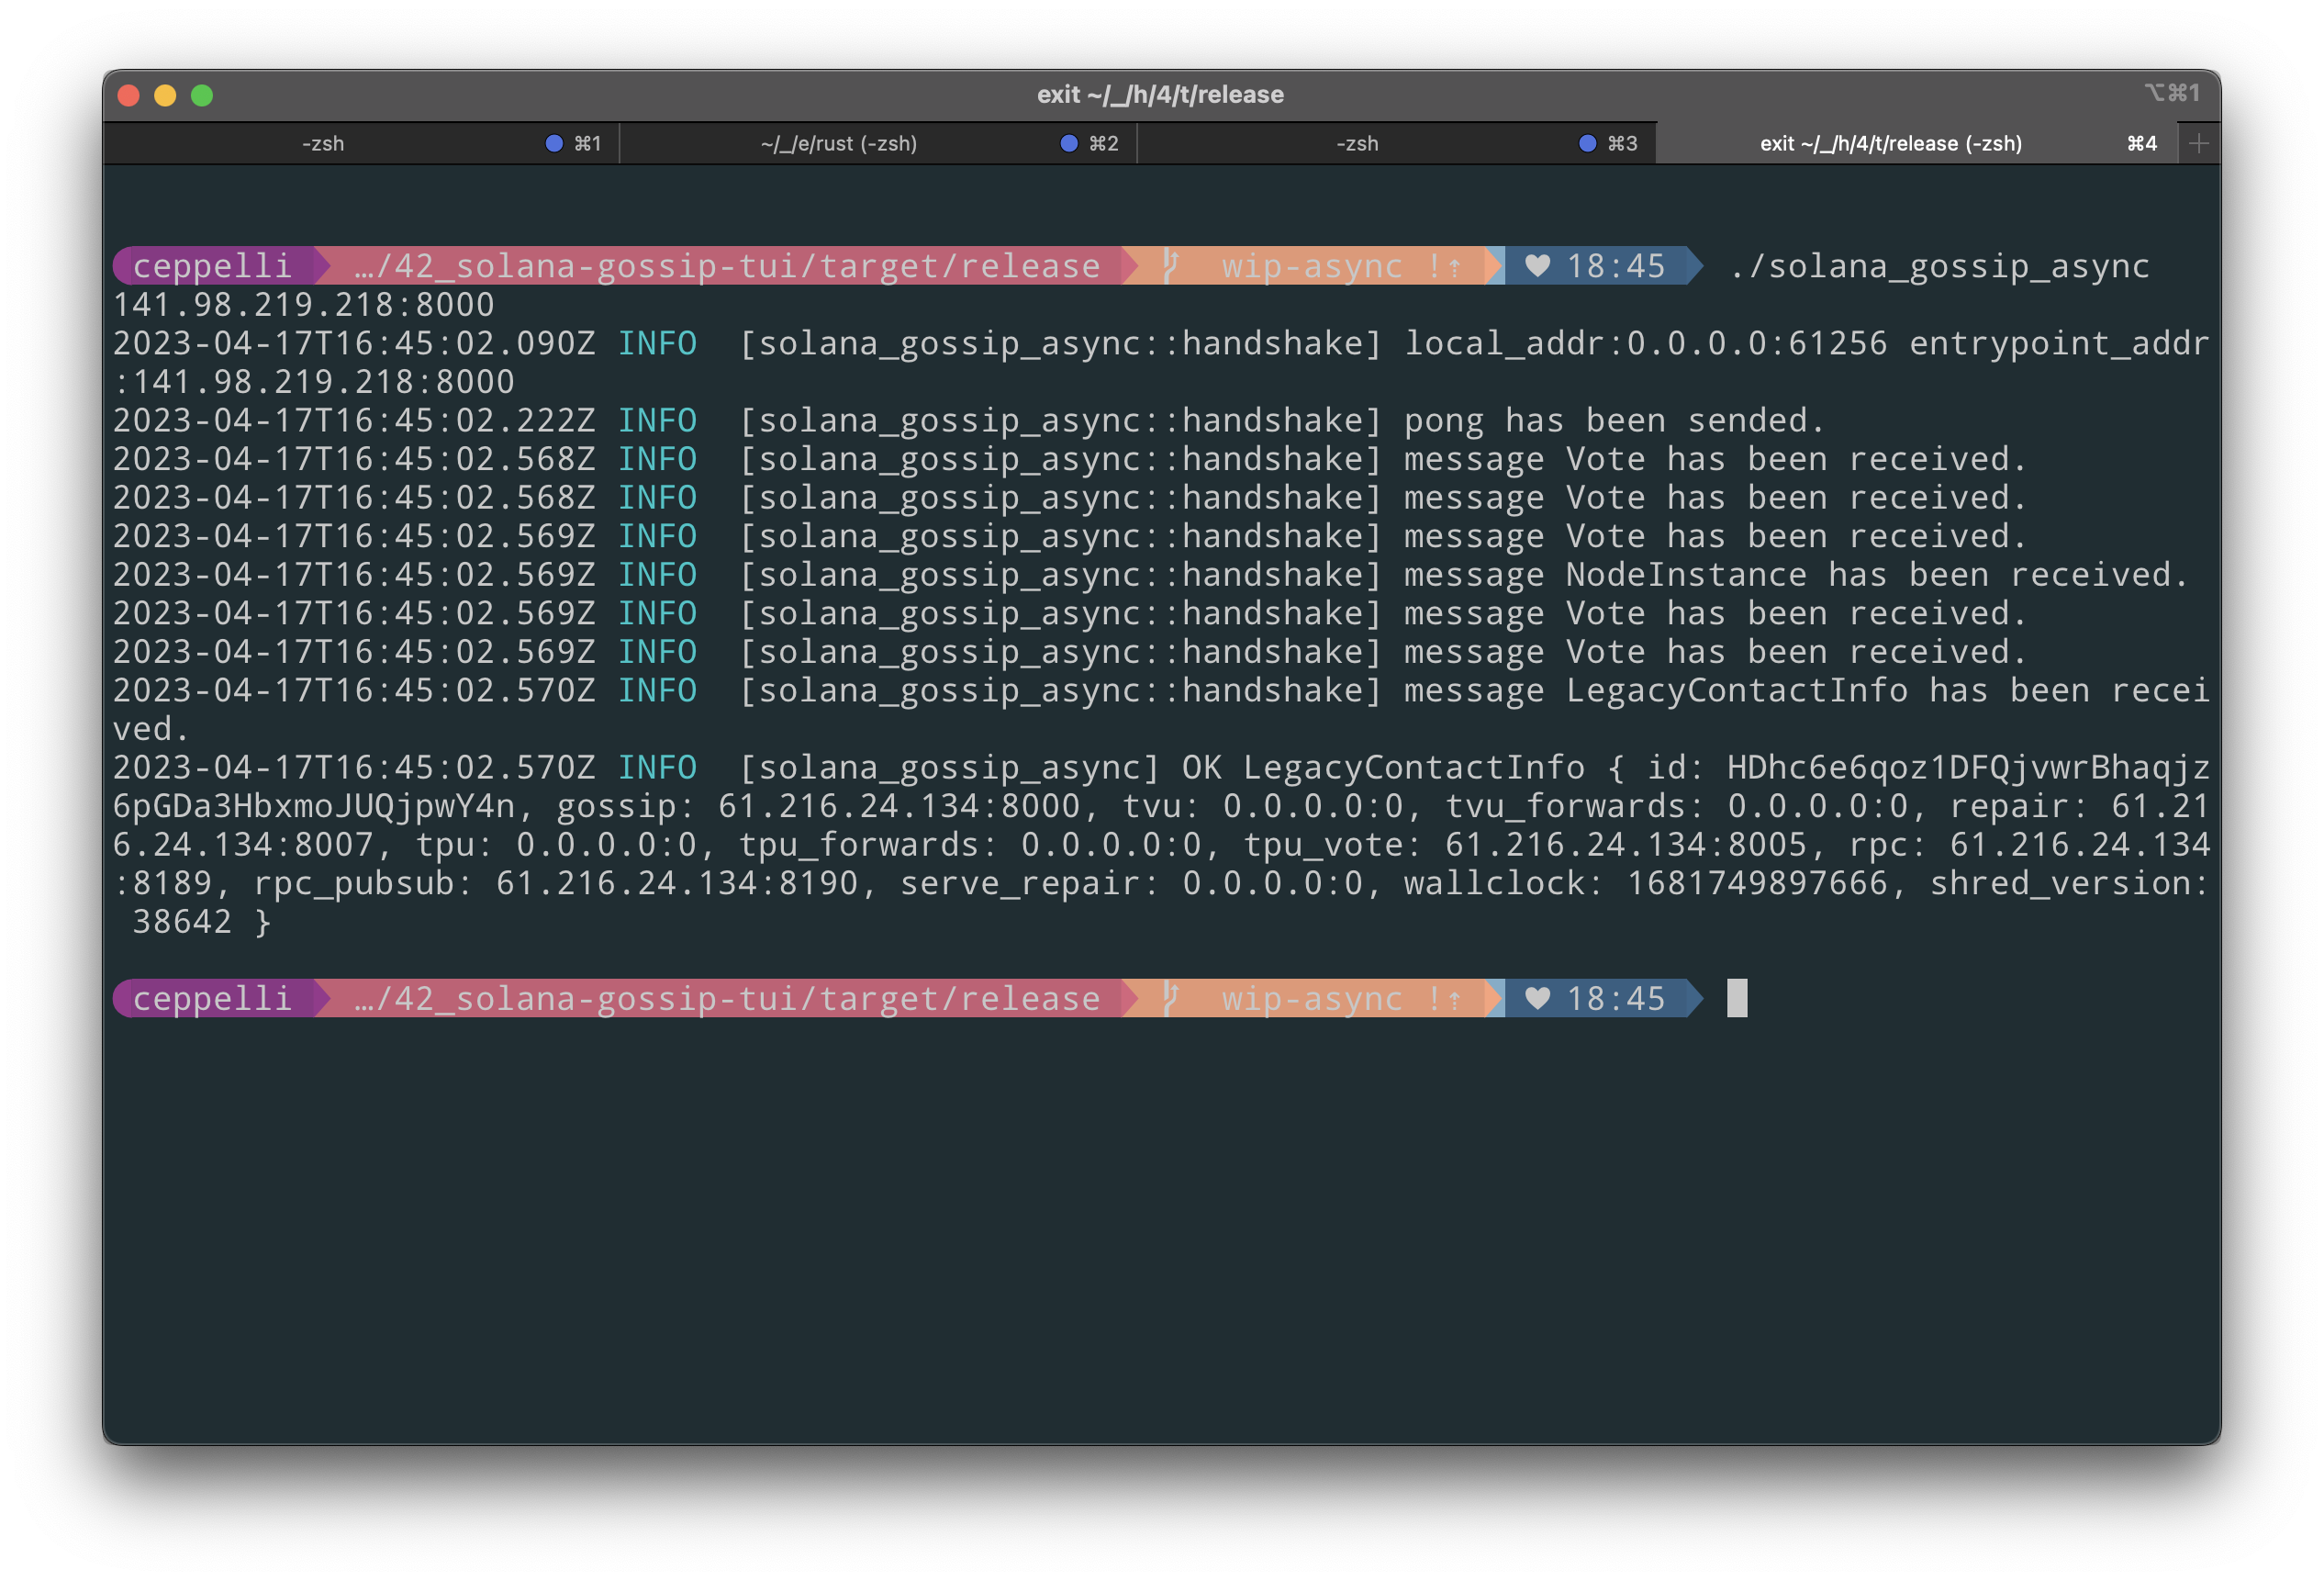 exit ~/_/h/4/t/release
⌥⌘1
-zsh ⌘1
~/_/e/rust (-zsh) ⌘2
-zsh ⌘3
exit ~/_/h/4/t/release (-zsh) ⌘4
ceppelli …/42_solana-gossip-tui/target/release wip-async !⇡ ♥ 18:45 ./solana_gossip_async
141.98.219.218:8000
2023-04-17T16:45:02.090Z INFO  [solana_gossip_async::handshake] local_addr:0.0.0.0:61256 entrypoint_addr
:141.98.219.218:8000
2023-04-17T16:45:02.222Z INFO  [solana_gossip_async::handshake] pong has been sended.
2023-04-17T16:45:02.568Z INFO  [solana_gossip_async::handshake] message Vote has been received.
2023-04-17T16:45:02.568Z INFO  [solana_gossip_async::handshake] message Vote has been received.
2023-04-17T16:45:02.569Z INFO  [solana_gossip_async::handshake] message Vote has been received.
2023-04-17T16:45:02.569Z INFO  [solana_gossip_async::handshake] message NodeInstance has been received.
2023-04-17T16:45:02.569Z INFO  [solana_gossip_async::handshake] message Vote has been received.
2023-04-17T16:45:02.569Z INFO  [solana_gossip_async::handshake] message Vote has been received.
2023-04-17T16:45:02.570Z INFO  [solana_gossip_async::handshake] message LegacyContactInfo has been recei
ved.
2023-04-17T16:45:02.570Z INFO  [solana_gossip_async] OK LegacyContactInfo { id: HDhc6e6qoz1DFQjvwrBhaqjz
6pGDa3HbxmoJUQjpwY4n, gossip: 61.216.24.134:8000, tvu: 0.0.0.0:0, tvu_forwards: 0.0.0.0:0, repair: 61.21
6.24.134:8007, tpu: 0.0.0.0:0, tpu_forwards: 0.0.0.0:0, tpu_vote: 61.216.24.134:8005, rpc: 61.216.24.134
:8189, rpc_pubsub: 61.216.24.134:8190, serve_repair: 0.0.0.0:0, wallclock: 1681749897666, shred_version:
 38642 }
ceppelli …/42_solana-gossip-tui/target/release wip-async !⇡ ♥ 18:45